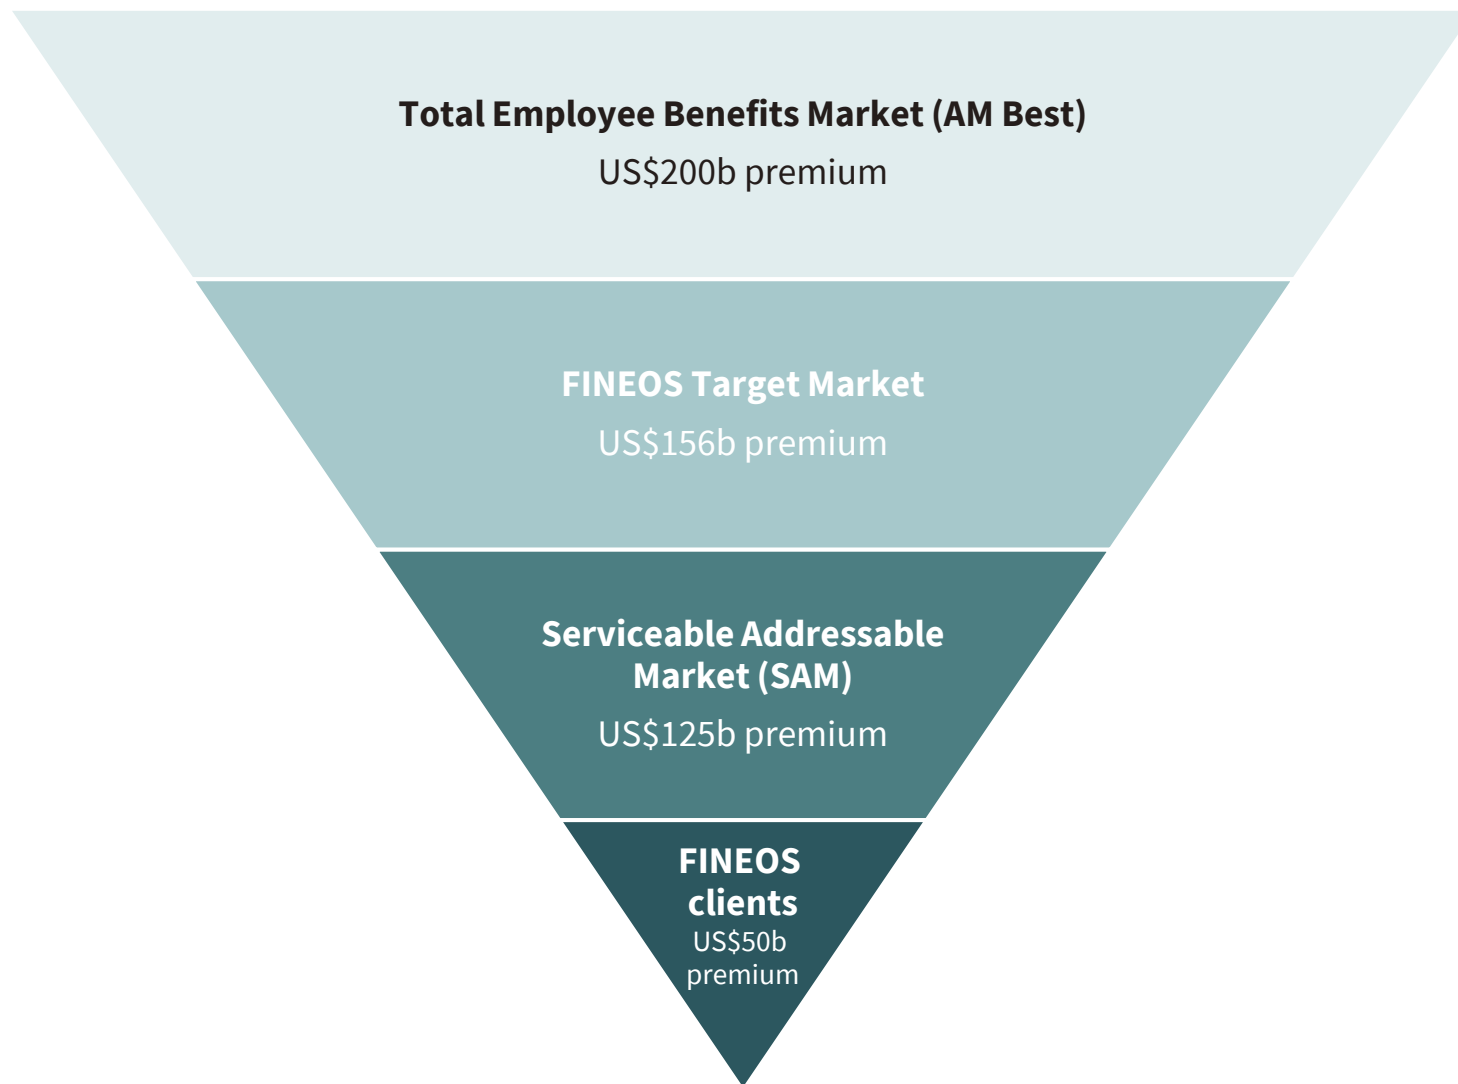 Total Employee Benefits Market (AM Best)
US$200b premium
FINEOS Target Market
US$156b premium
Serviceable Addressable
Market (SAM)
US$125b premium
FINEOS
clients
US$50b
premium